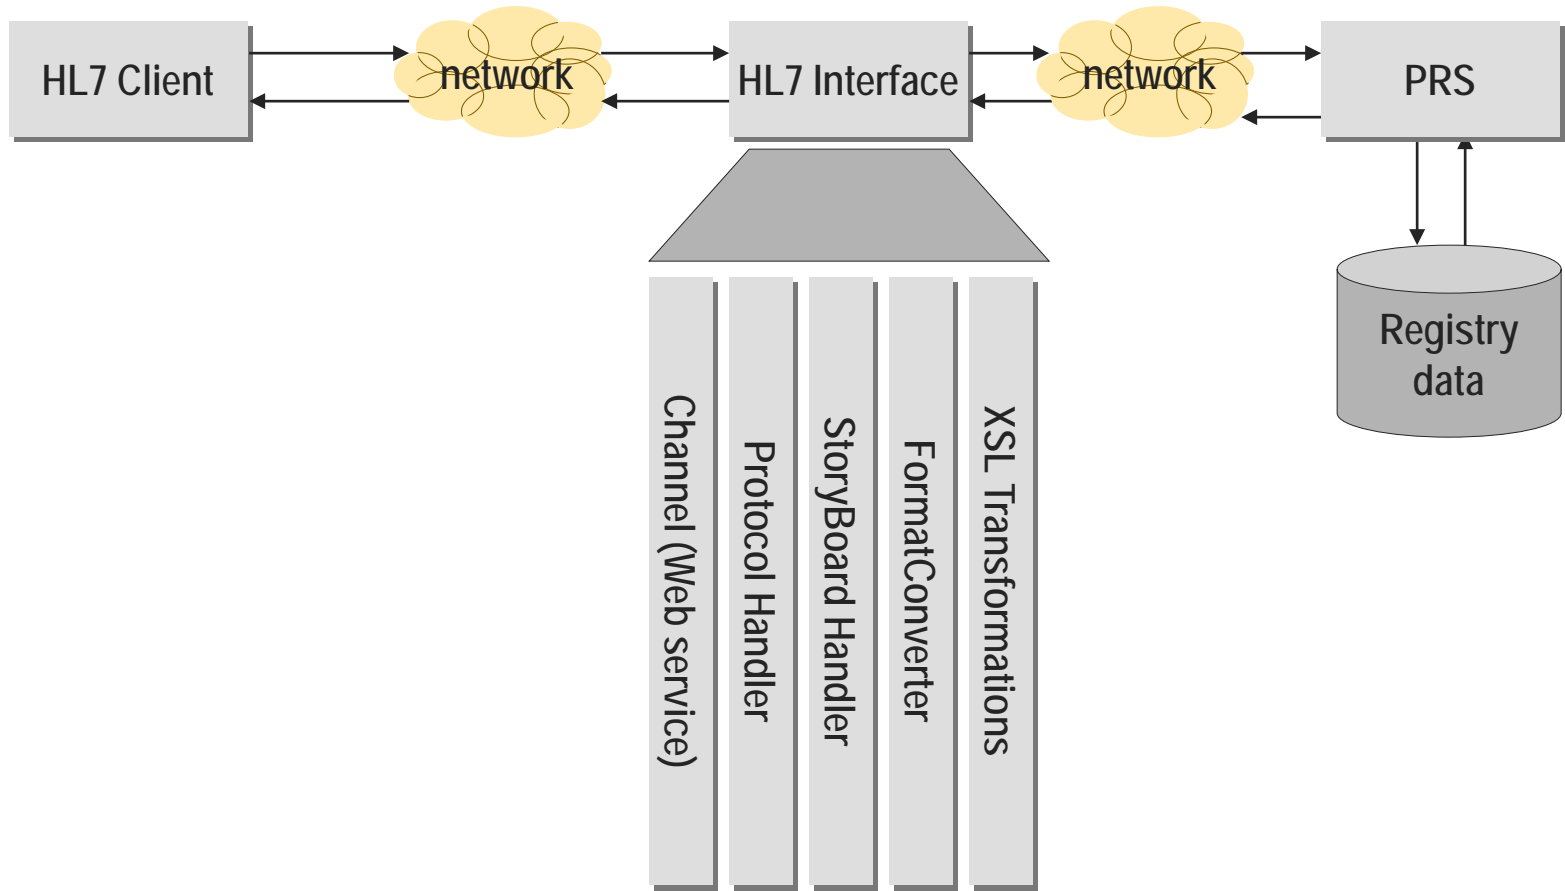 HL7 Client
network
HL7 Interface
network
PRS
Registry
data
Channel (Web service)
Protocol Handler
StoryBoard Handler
FormatConverter
XSL Transformations